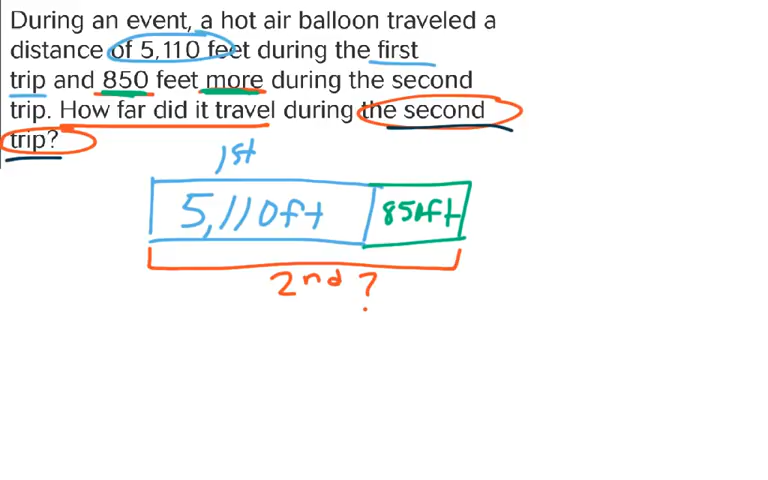 During an event, a hot air balloon traveled a
distance of 5,110 feet during the first
trip and 850 feet more during the second
trip. How far did it travel during the second
trip?
1st
5,110ft 850ft
2nd ?